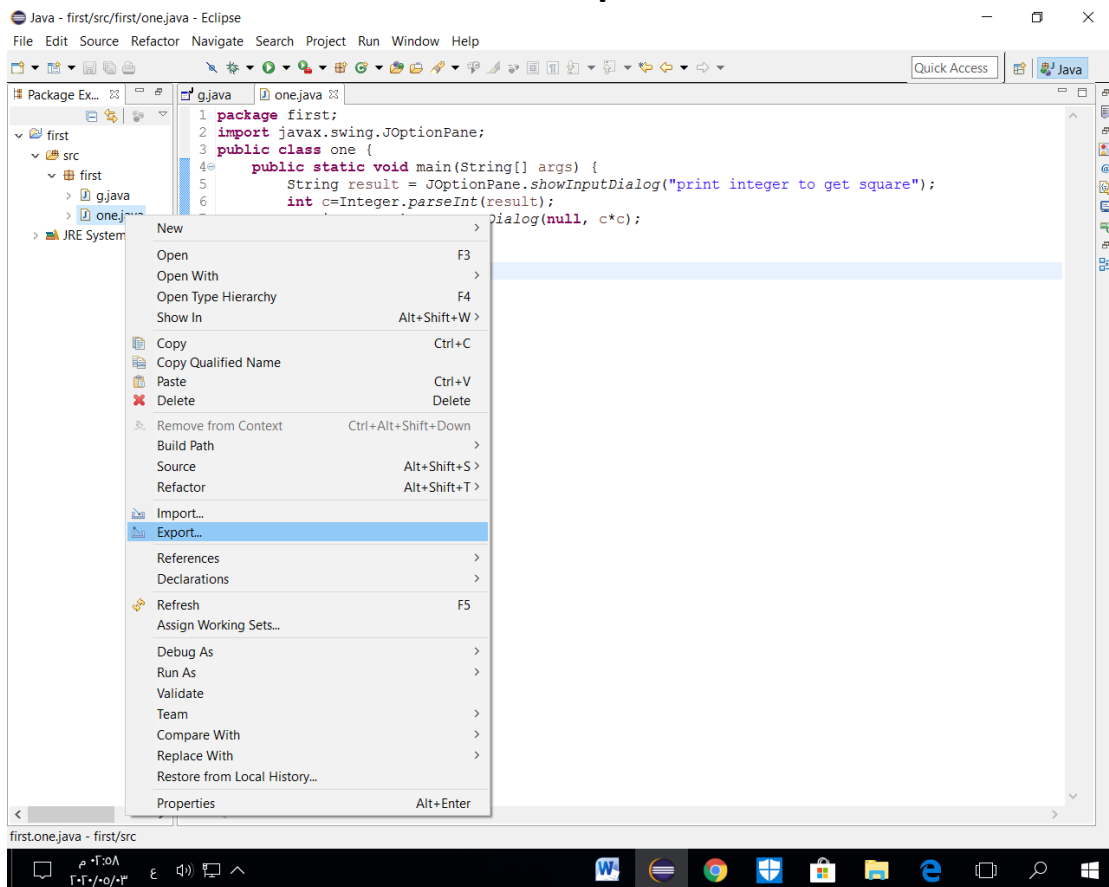 Java - first/src/first/one.java - Eclipse
File Edit Source Refactor Navigate Search Project Run Window Help
Quick Access
Java
Package Ex...
g.java
one.java
1 package first;
2 import javax.swing.JOptionPane;
3 public class one {
4 public static void main(String[] args) {
5 String result = JOptionPane.showInputDialog("print integer to get square");
6 int c=Integer.parseInt(result);
Dialog(null, c*c);
first
src
first
g.java
one.java
JRE System
New
Open F3
Open With
Open Type Hierarchy F4
Show In Alt+Shift+W
Copy Ctrl+C
Copy Qualified Name
Paste Ctrl+V
Delete Delete
Remove from Context Ctrl+Alt+Shift+Down
Build Path
Source Alt+Shift+S
Refactor Alt+Shift+T
Import...
Export...
References
Declarations
Refresh F5
Assign Working Sets...
Debug As
Run As
Validate
Team
Compare With
Replace With
Restore from Local History...
Properties Alt+Enter
first.one.java - first/src
٠٢:٥٨ م
٢٠٢٠/٠٥/٠٣
ع